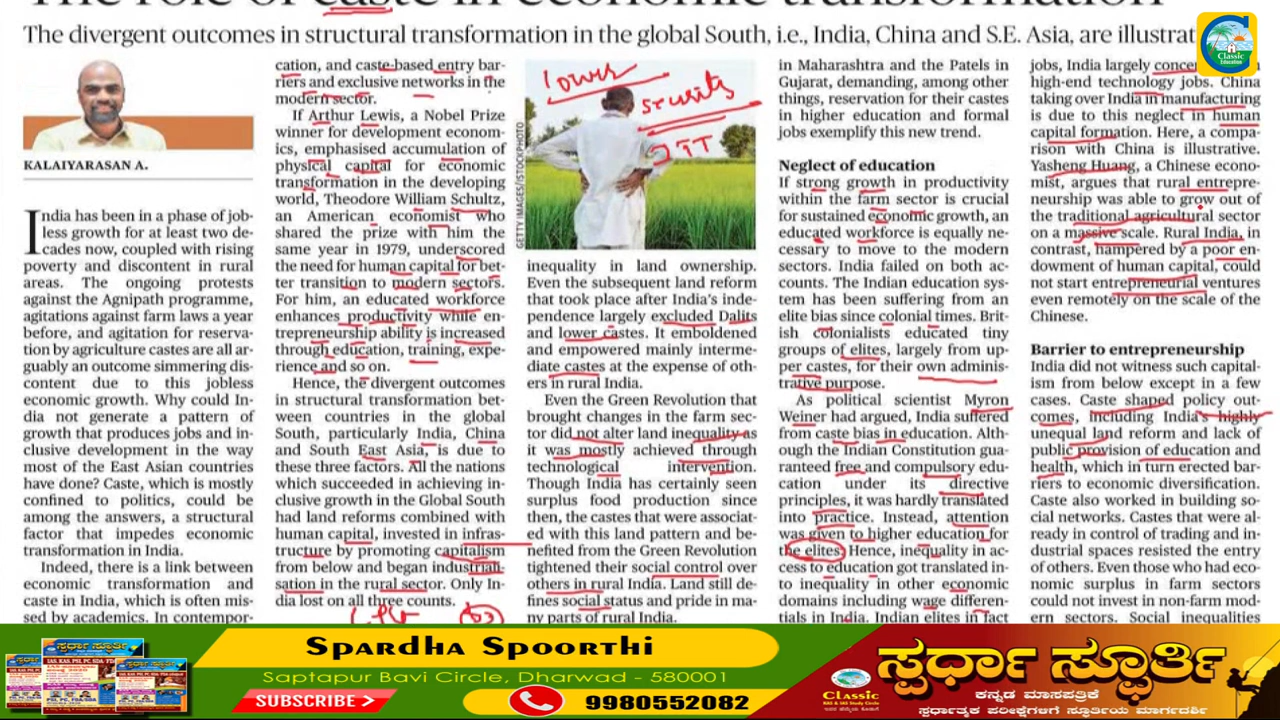 The role of caste in economic transformation
The divergent outcomes in structural transformation in the global South, i.e., India, China and S.E. Asia, are illustrat
Classic
Education
KALAIYARASAN A.
India has been in a phase of job-
less growth for at least two de-
cades now, coupled with rising
poverty and discontent in rural
areas. The ongoing protests
against the Agnipath programme,
agitations against farm laws a year
before, and agitation for reserva-
tion by agriculture castes are all ar-
guably an outcome simmering dis-
content due to this jobless
economic growth. Why could In-
dia not generate a pattern of
growth that produces jobs and in-
clusive development in the way
most of the East Asian countries
have done? Caste, which is mostly
confined to politics, could be
among the answers, a structural
factor that impedes economic
transformation in India.
Indeed, there is a link between
economic transformation and
caste in India, which is often mis-
sed by academics. In contempor-
cation, and caste-based entry bar-
riers and exclusive networks in the
modern sector.
If Arthur Lewis, a Nobel Prize
winner for development econom-
ics, emphasised accumulation of
physical capital for economic
transformation in the developing
world, Theodore William Schultz,
an American economist who
shared the prize with him the
same year in 1979, underscored
the need for human capital for bet-
ter transition to modern sectors.
For him, an educated workforce
enhances productivity while en-
trepreneurship ability is increased
through education, training, expe-
rience and so on.
Hence, the divergent outcomes
in structural transformation bet-
ween countries in the global
South, particularly India, China
and South East Asia, is due to
these three factors. All the nations
which succeeded in achieving in-
clusive growth in the Global South
had land reforms combined with
human capital, invested in infras-
tructure by promoting capitalism
from below and began industriali-
sation in the rural sector. Only In-
dia lost on all three counts.
lower
GETTY IMAGES/ISTOCKPHOTO
inequality in land ownership.
Even the subsequent land reform
that took place after India's inde-
pendence largely excluded Dalits
and lower castes. It emboldened
and empowered mainly interme-
diate castes at the expense of oth-
ers in rural India.
Even the Green Revolution that
brought changes in the farm sec-
tor did not alter land inequality as
it was mostly achieved through
technological intervention.
Though India has certainly seen
surplus food production since
then, the castes that were associat-
ed with this land pattern and be-
nefited from the Green Revolution
tightened their social control over
others in rural India. Land still de-
fines social status and pride in ma-
ny parts of rural India.
in Maharashtra and the Patels in
Gujarat, demanding, among other
things, reservation for their castes
in higher education and formal
jobs exemplify this new trend.
Neglect of education
If strong growth in productivity
within the farm sector is crucial
for sustained economic growth, an
educated workforce is equally ne-
cessary to move to the modern
sectors. India failed on both ac-
counts. The Indian education sys-
tem has been suffering from an
elite bias since colonial times. Brit-
ish colonialists educated tiny
groups of elites, largely from up-
per castes, for their own adminis-
trative purpose.
As political scientist Myron
Weiner had argued, India suffered
from caste bias in education. Alth-
ough the Indian Constitution gua-
ranteed free and compulsory edu-
cation under its directive
principles, it was hardly translated
into practice. Instead, attention
was given to higher education for
the elites. Hence, inequality in ac-
cess to education got translated in-
to inequality in other economic
domains including wage differen-
tials in India. Indian elites in fact
jobs, India largely
high-end technology jobs. China
taking over India in manufacturing
is due to this neglect in human
capital formation. Here, a compa-
rison with China is illustrative.
Yasheng Huang, a Chinese econo-
mist, argues that rural entrepre-
neurship was able to grow out of
the traditional agricultural sector
on a massive scale. Rural India, in
contrast, hampered by a poor en-
dowment of human capital, could
not start entrepreneurial ventures
even remotely on the scale of the
Chinese.
Barrier to entrepreneurship
India did not witness such capital-
ism from below except in a few
cases. Caste shaped policy out-
comes, including India's highly
unequal land reform and lack of
public provision of education and
health, which in turn erected bar-
riers to economic diversification.
Caste also worked in building so-
cial networks. Castes that were al-
ready in control of trading and in-
dustrial spaces resisted the entry
of others. Even those who had eco-
nomic surplus in farm sectors
could not invest in non-farm mod-
ern sectors. Social inequalities
SPARDHA SPOORTHI
Saptapur Bavi Circle, Dharwad - 580001
SUBSCRIBE
9980552082
Classic
ಸ್ಪರ್ಧಾ ಸ್ಫೂರ್ತಿ
ಕನ್ನಡ ಮಾಸಪತ್ರಿಕೆ
ಸ್ಪರ್ಧಾತ್ಮಕ ಪರೀಕ್ಷೆಗಳಿಗೆ ಸ್ಫೂರ್ತಿಯ ಮಾರ್ಗದರ್ಶಿ